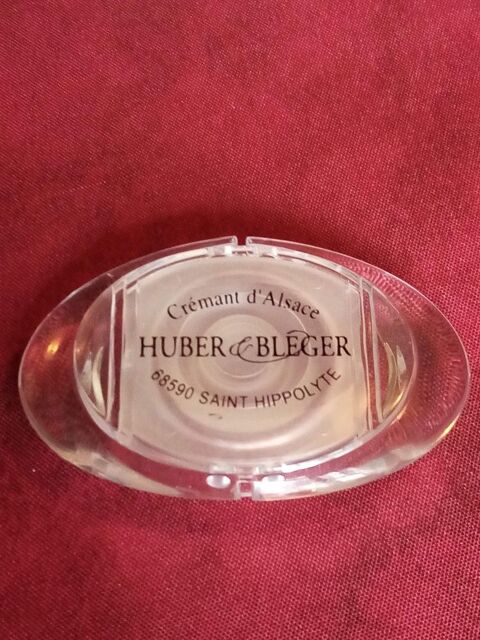 Crémant d'Alsace
HUBER & BLEGER
68590 SAINT HIPPOLYTE